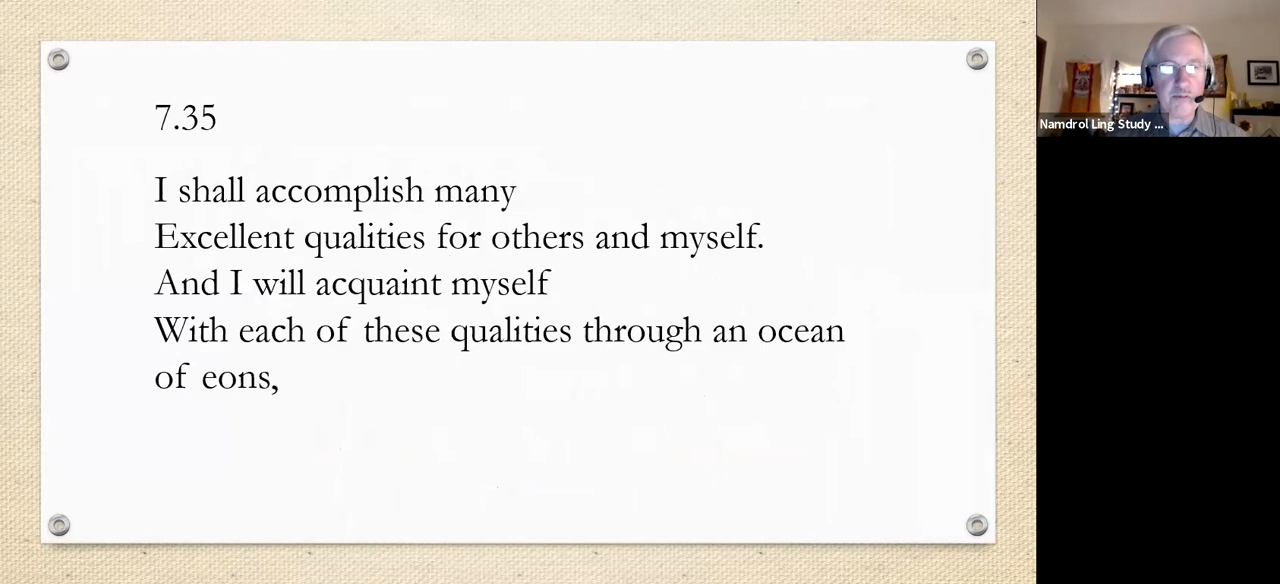 7.35
I shall accomplish many
Excellent qualities for others and myself.
And I will acquaint myself
With each of these qualities through an ocean
of eons,
Namdrol Ling Study ...